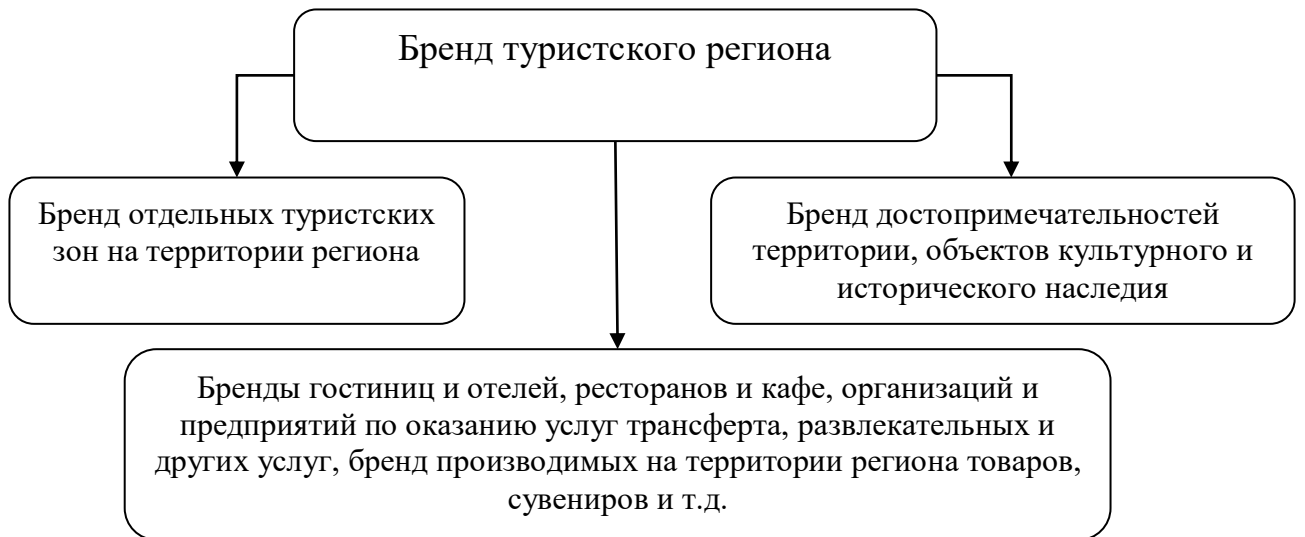 Бренд туристского региона
Бренд отдельных туристских
зон на территории региона
Бренд достопримечательностей
территории, объектов культурного и
исторического наследия
Бренды гостиниц и отелей, ресторанов и кафе, организаций и
предприятий по оказанию услуг трансферта, развлекательных и
других услуг, бренд производимых на территории региона товаров,
сувениров и т.д.